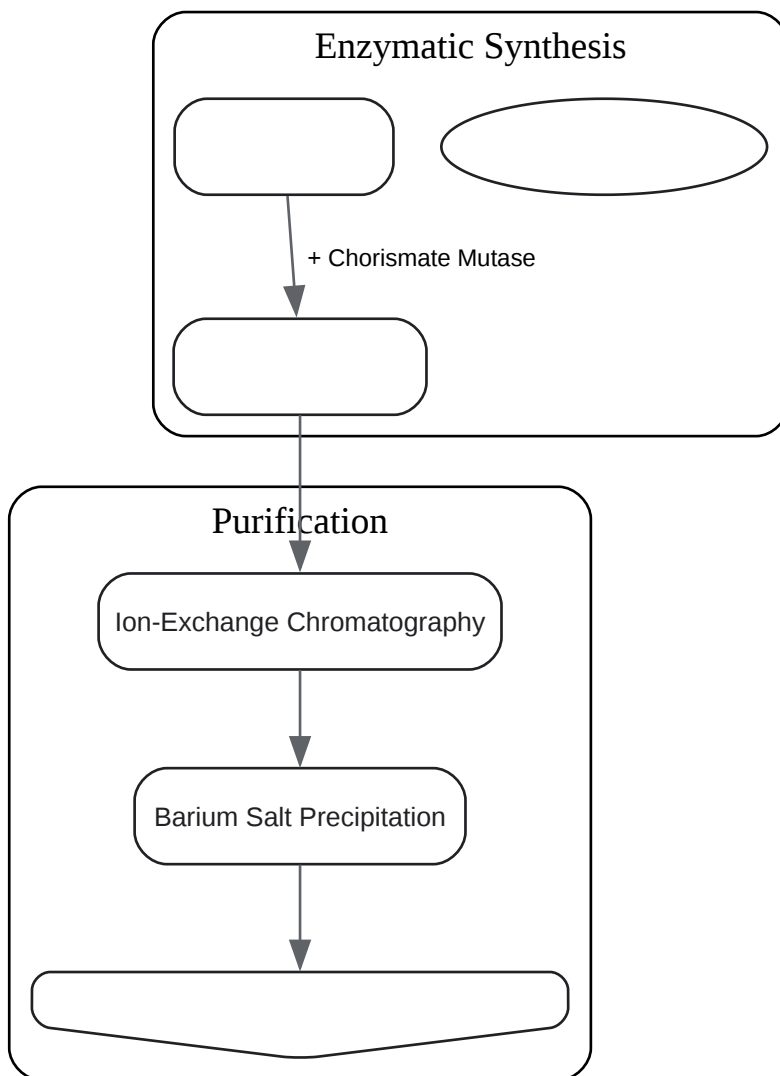 Enzymatic Synthesis
+ Chorismate Mutase
Purification
Ion-Exchange Chromatography
Barium Salt Precipitation